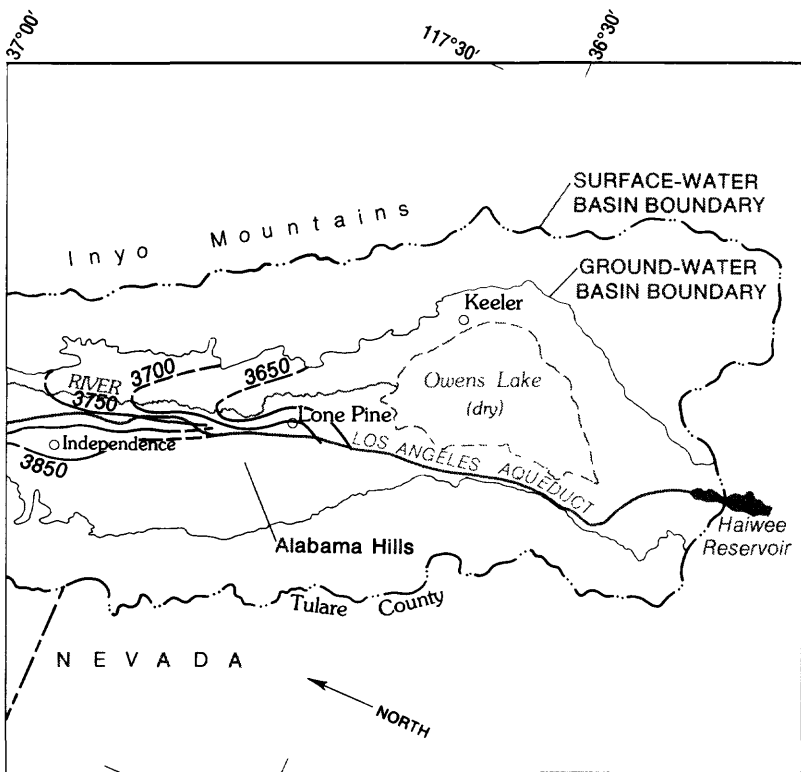 37°00'
117°30'
36°30'
SURFACE-WATER
BASIN BOUNDARY
Inyo Mountains
GROUND-WATER
BASIN BOUNDARY
Keeler
3700
3650
RIVER
3750
Owens Lake
(dry)
Lone Pine
Independence
3850
LOS ANGELES AQUEDUCT
Haiwee
Reservoir
Alabama Hills
Tulare County
NEVADA
NORTH